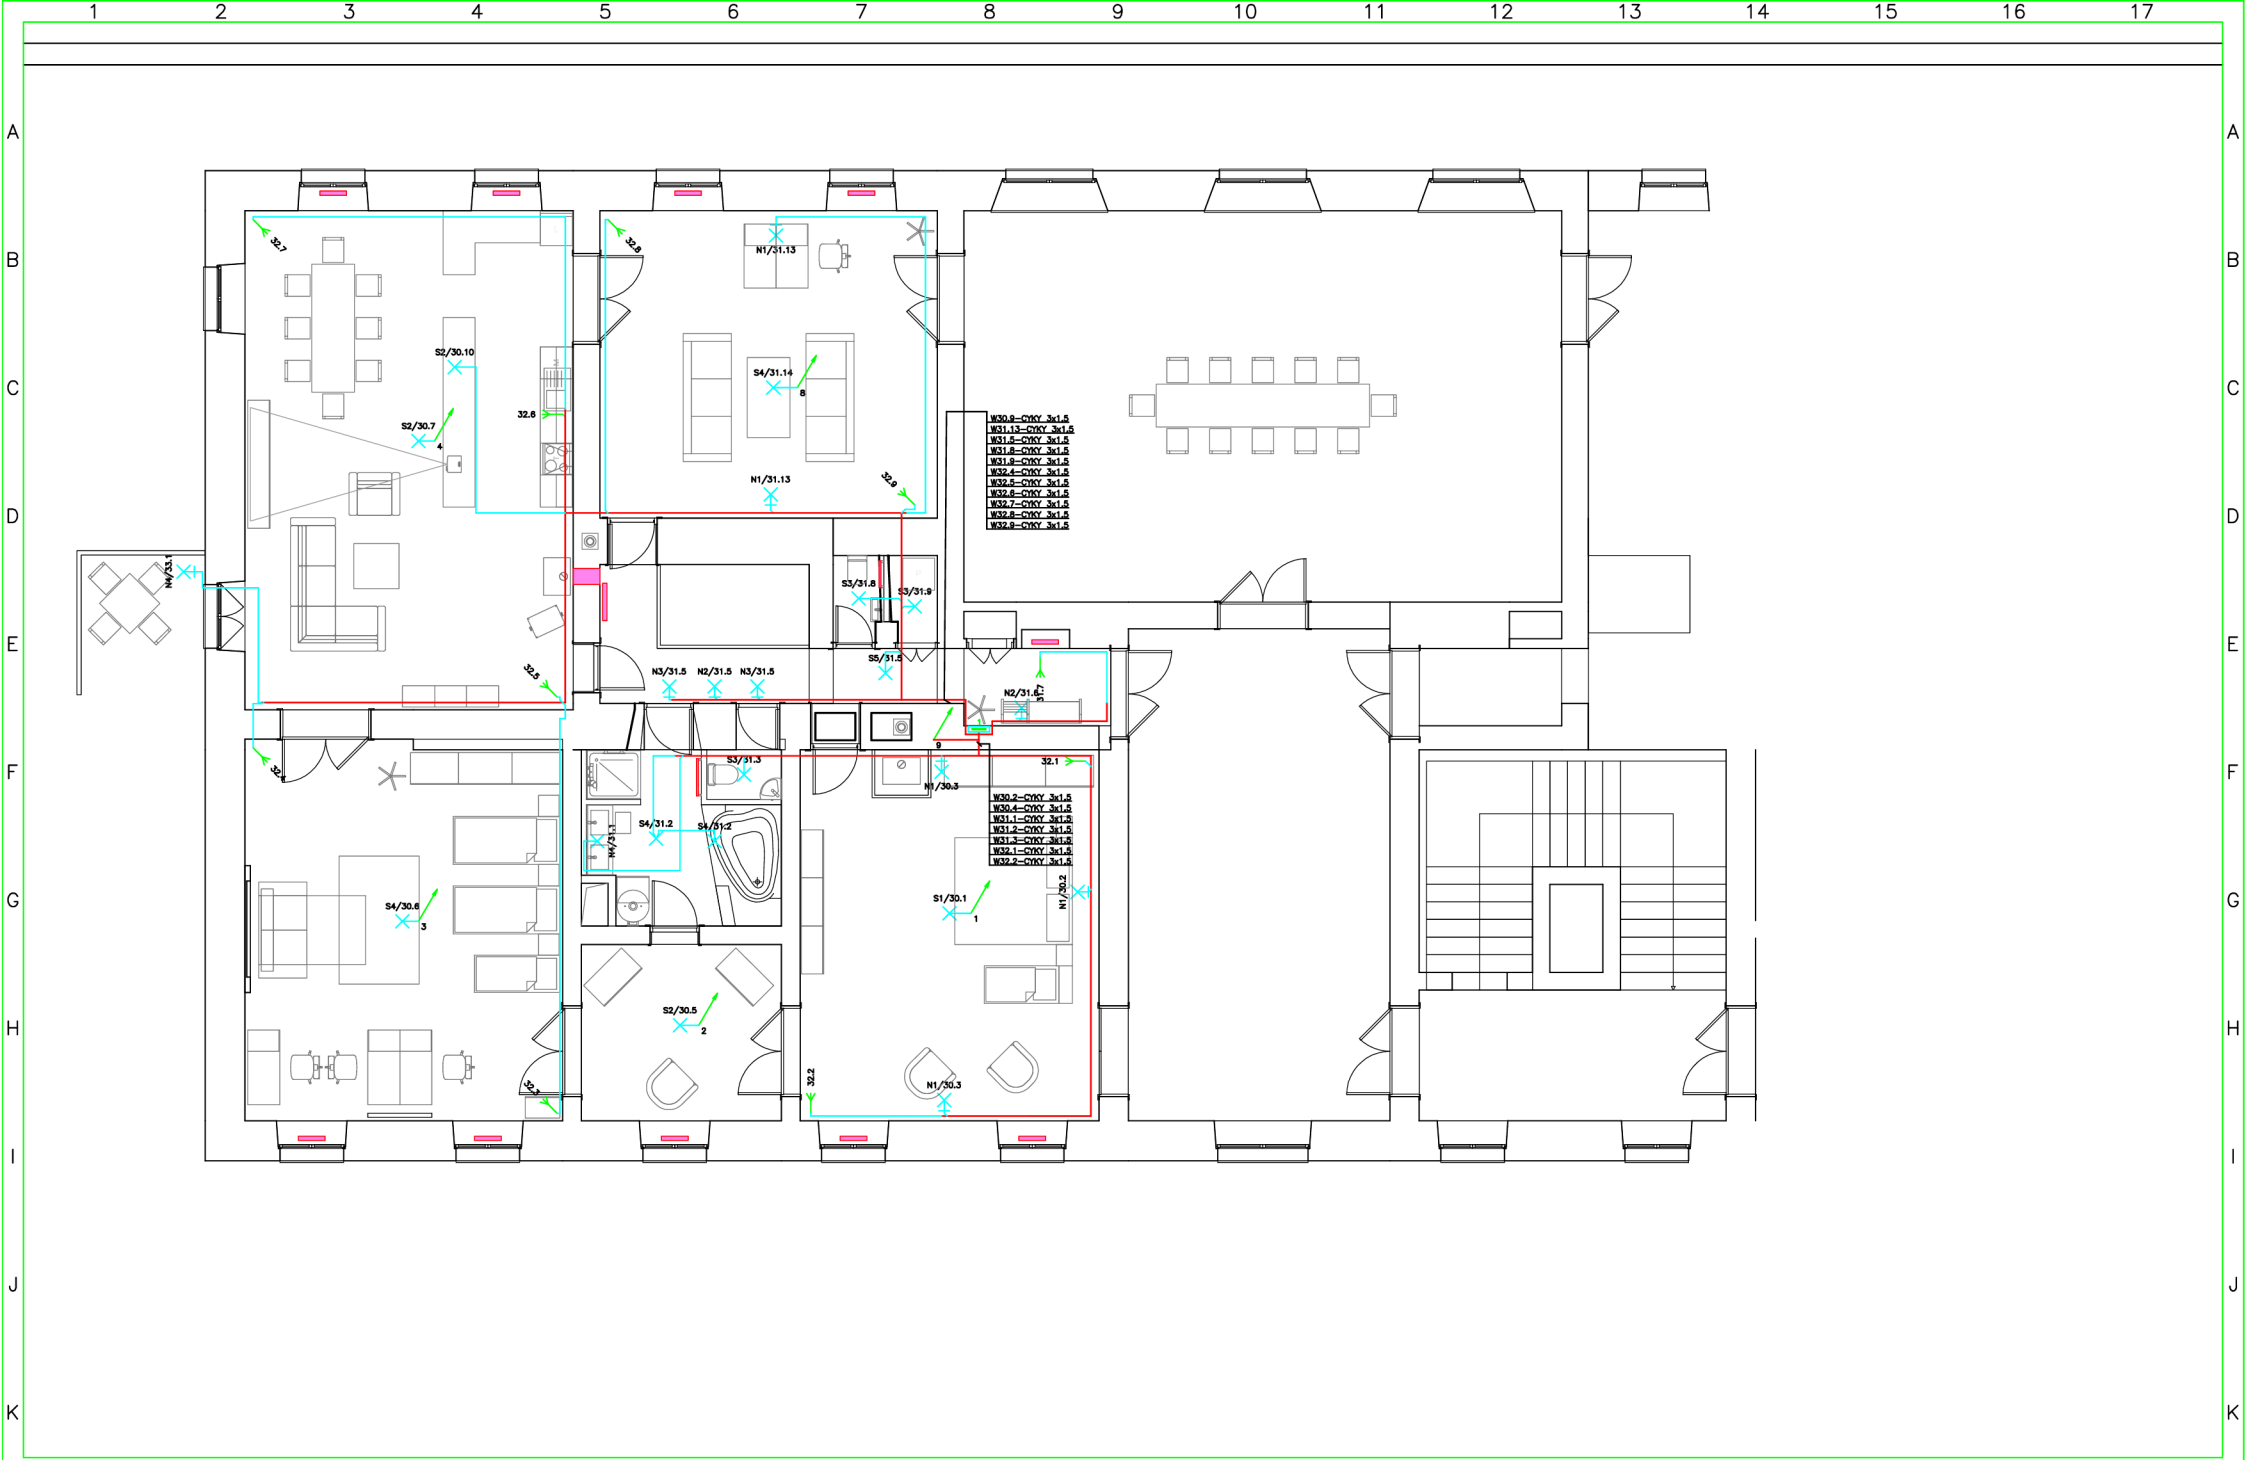 1 2 3 4 5 6 7 8 9 10 11 12 13 14 15 16 17
A A
32.7
32.8
N1/31.13
B B
S2/30.10
S4/31.14
8
C C
32.6
S2/30.7
4
W30.9-CYKY 3x1.5
W31.13-CYKY 3x1.5
W31.5-CYKY 3x1.5
W31.8-CYKY 3x1.5
W31.9-CYKY 3x1.5
W32.4-CYKY 3x1.5
W32.5-CYKY 3x1.5
W32.6-CYKY 3x1.5
W32.7-CYKY 3x1.5
W32.8-CYKY 3x1.5
W32.9-CYKY 3x1.5
N1/31.13
32.9
D D
N4/33.1
S3/31.8
S3/31.9
E E
32.5
N3/31.5 N2/31.5 N3/31.5
S5/31.5
31.7
9
F F
S3/31.3
32.1
N1/30.3
W30.2-CYKY 3x1.5
W30.4-CYKY 3x1.5
W31.1-CYKY 3x1.5
W31.2-CYKY 3x1.5
W31.3-CYKY 3x1.5
W32.1-CYKY 3x1.5
W32.2-CYKY 3x1.5
S4/31.2
S4/31.2
N4/31.1
G G
S4/30.6
3
S1/30.1
1
N1/30.2
S2/30.5
2
H H
32.3
32.2
N1/30.3
I I
J J
K K